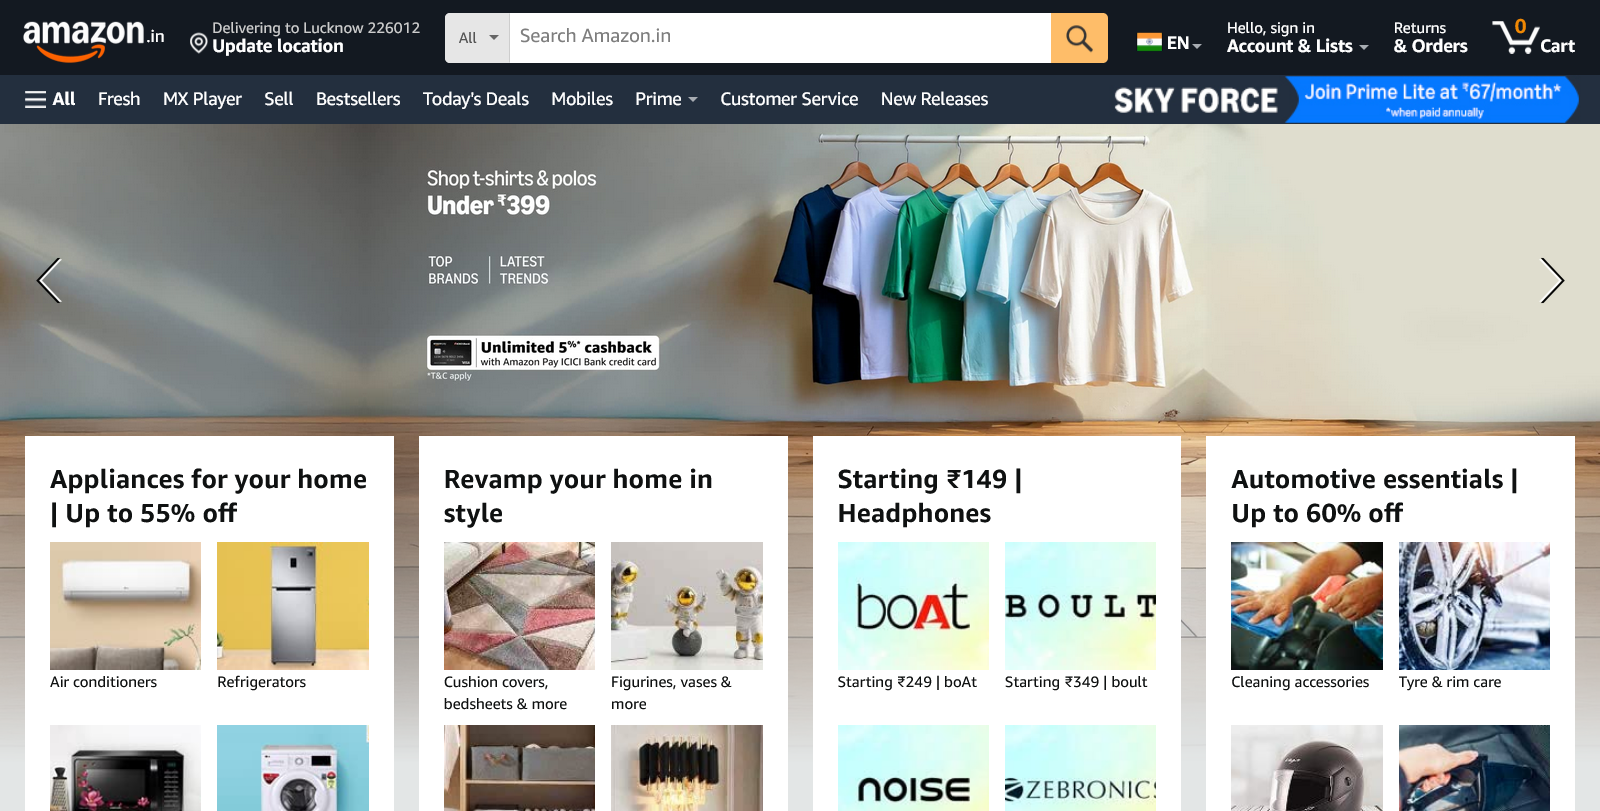 amazon.in
Delivering to Lucknow 226012
Update location
All
Search Amazon.in
EN
Hello, sign in
Account & Lists
Returns
& Orders
0
Cart
All
Fresh
MX Player
Sell
Bestsellers
Today's Deals
Mobiles
Prime
Customer Service
New Releases
SKY FORCE
Join Prime Lite at ₹67/month*
*when paid annually
Shop t-shirts & polos
Under ₹399
TOP
BRANDS
LATEST
TRENDS
Unlimited 5%* cashback
with Amazon Pay ICICI Bank credit card
*T&C apply
Appliances for your home
| Up to 55% off
Air conditioners
Refrigerators
Revamp your home in
style
Cushion covers,
bedsheets & more
Figurines, vases &
more
Starting ₹149 |
Headphones
boAt
BOULT
Starting ₹249 | boAt
Starting ₹349 | boult
NOISE
ZEBRONICS
Automotive essentials |
Up to 60% off
Cleaning accessories
Tyre & rim care